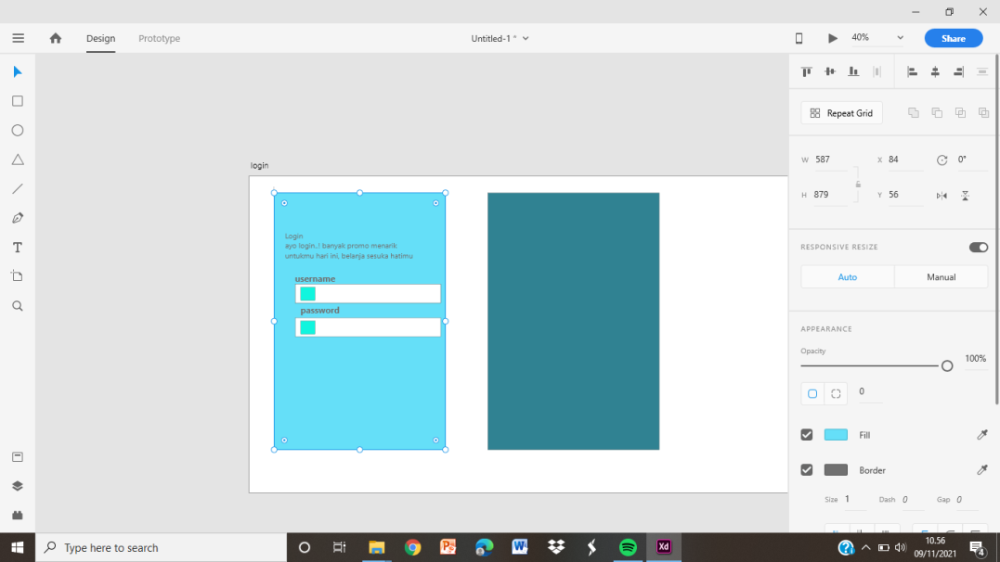 Design
Prototype
Untitled-1 *
40%
Share
Repeat Grid
W 587 X 84 0°
H 879 Y 56
RESPONSIVE RESIZE
Auto
Manual
APPEARANCE
Opacity
100%
0
Fill
Border
Size 1 Dash 0 Gap 0
login
Login
ayo login..! banyak promo menarik
untukmu hari ini, belanja sesuka hatimu
username
password
Type here to search
Xd
10.56
09/11/2021
4